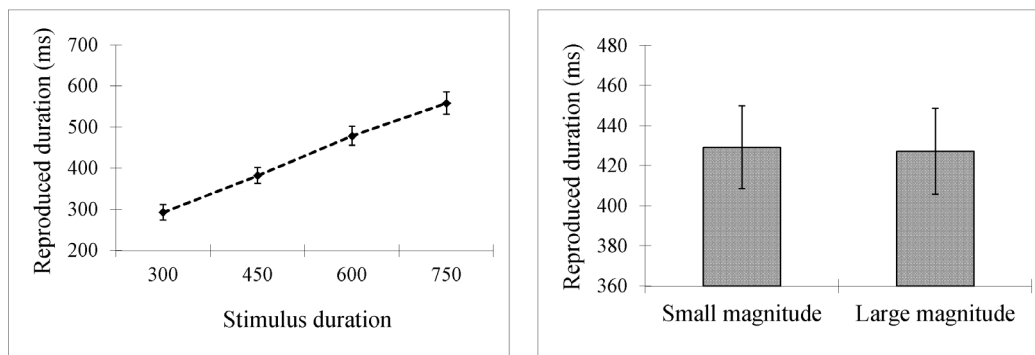 Reproduced duration (ms)
700
600
500
400
300
200
300 450 600 750
Stimulus duration
Reproduced duration (ms)
480
460
440
420
400
380
360
Small magnitude Large magnitude